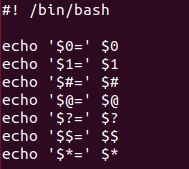 #! /bin/bash
echo '$0=' $0
echo '$1=' $1
echo '$#=' $#
echo '$@=' $@
echo '$?=' $?
echo '$$=' $$
echo '$*=' $*